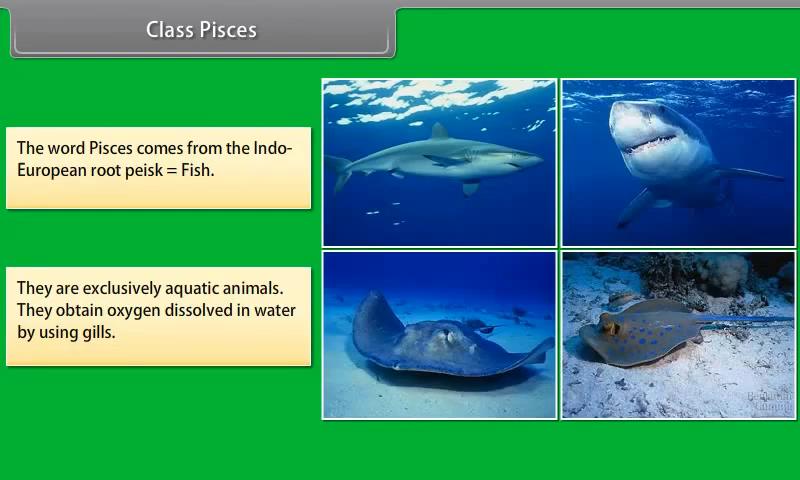 Class Pisces
The word Pisces comes from the Indo-
European root peisk = Fish.
They are exclusively aquatic animals.
They obtain oxygen dissolved in water
by using gills.